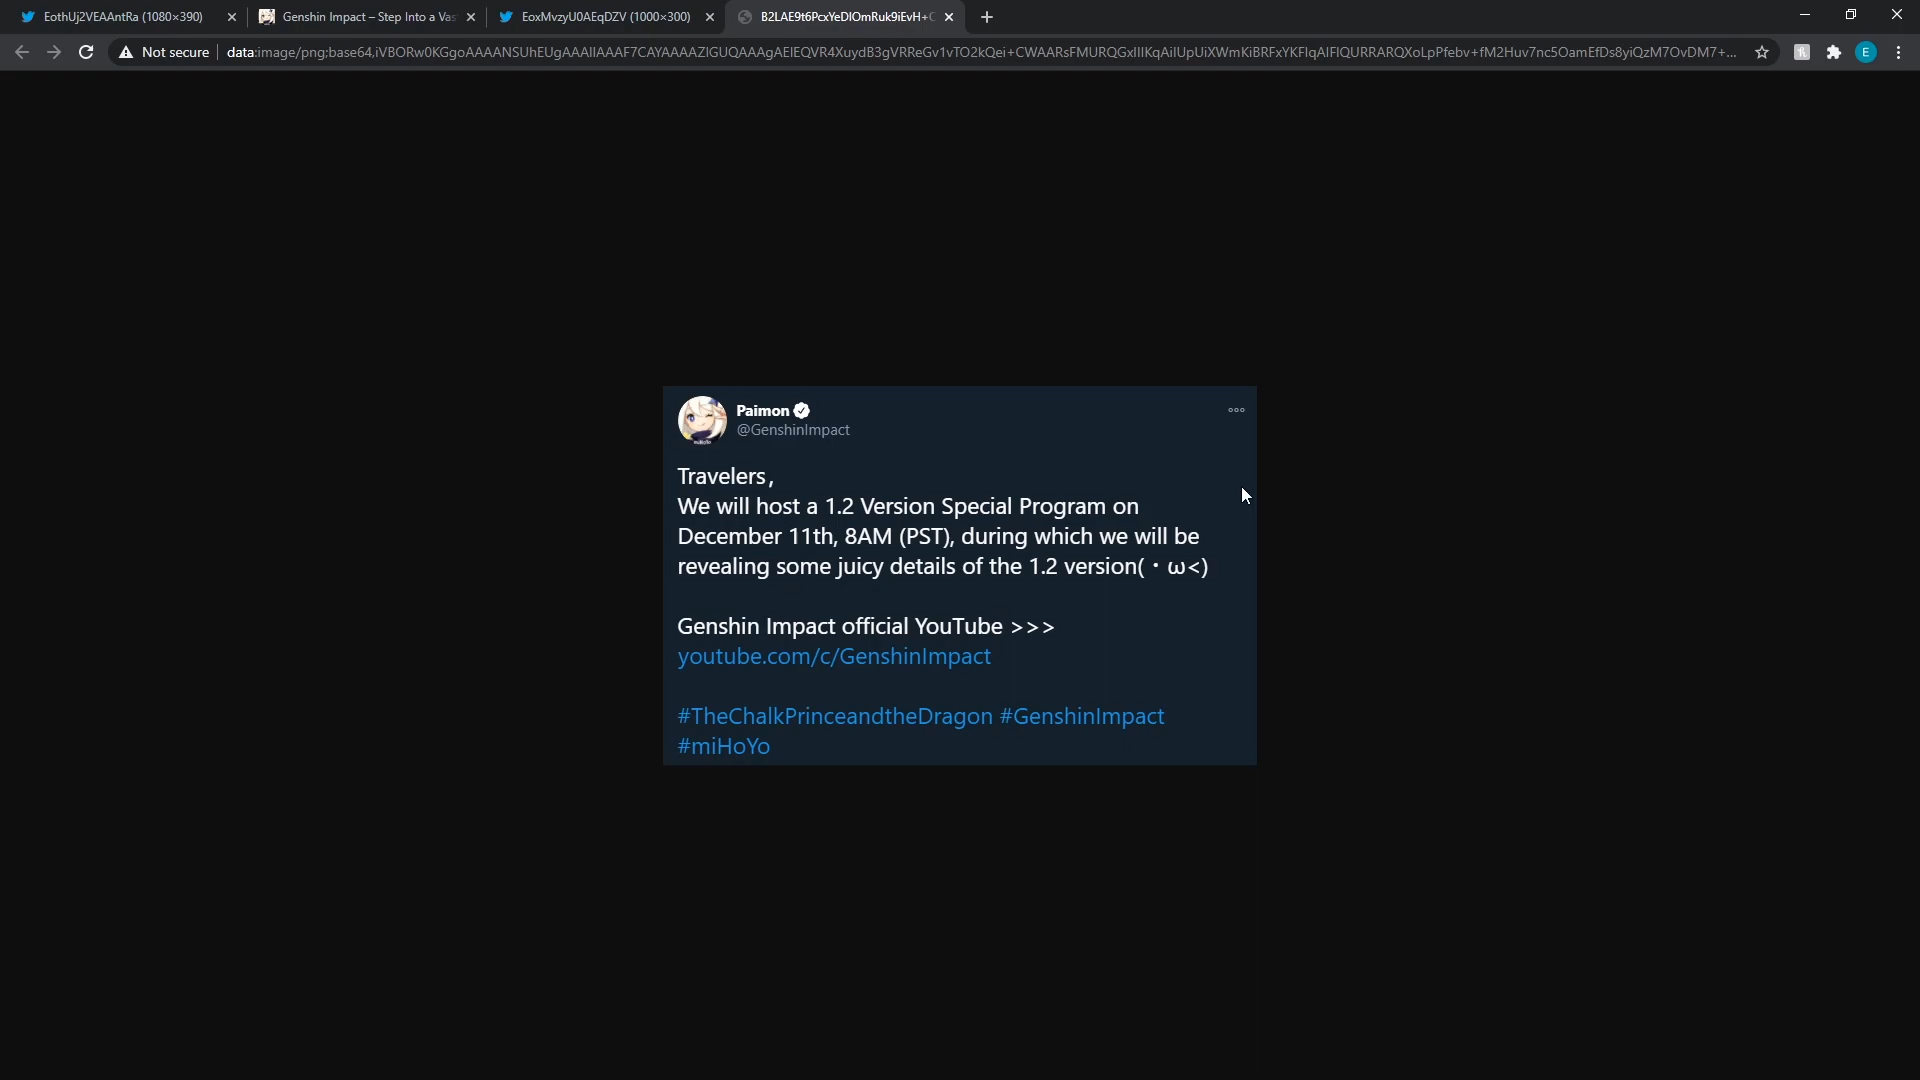 EothUj2VEAAntRa (1080×390)
Genshin Impact – Step Into a Vas
EoxMvzyU0AEqDZV (1000×300)
B2LAE9t6PcxYeDIOmRuk9iEvH+C
Not secure
data:image/png;base64,iVBORw0KGgoAAAANSUhEUgAAAlIAAAF7CAYAAAAZIGUQAAAgAElEQVR4XuydB3gVRReGv1vTO2kQei+CWAARsFMURQGxIIIKqAiIUpUiXWmKiBRFxYKFIqAIFIQURRARQXoLpPfebv+fM2Huv7nc5OamEfDs8yiQzM7OvDM7+...
E
Paimon
@GenshinImpact
Travelers,
We will host a 1.2 Version Special Program on
December 11th, 8AM (PST), during which we will be
revealing some juicy details of the 1.2 version( ・ ω<)
Genshin Impact official YouTube >>>
youtube.com/c/GenshinImpact
#TheChalkPrinceandtheDragon #GenshinImpact
#miHoYo